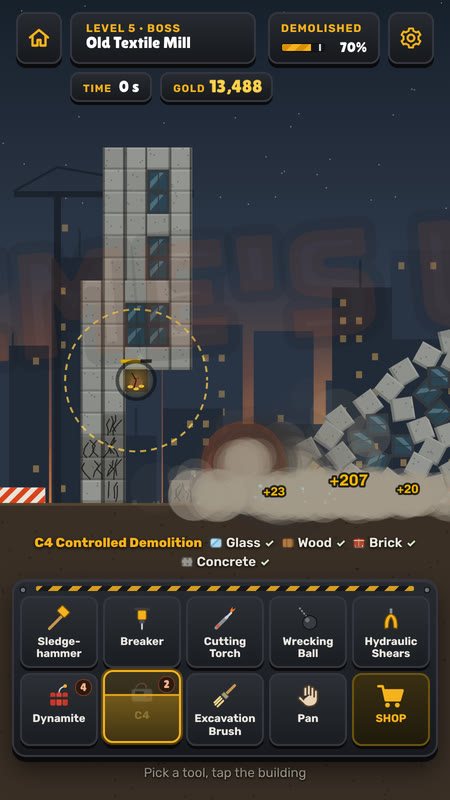 LEVEL 5 • BOSS
Old Textile Mill
DEMOLISHED
70%
TIME 0 s
GOLD 13,488
+23
+207
+20
C4 Controlled Demolition Glass ✓ Wood ✓ Brick ✓
Concrete ✓
Sledge-
hammer
Breaker
Cutting
Torch
Wrecking
Ball
Hydraulic
Shears
4
Dynamite
2
C4
Excavation
Brush
Pan
SHOP
Pick a tool, tap the building